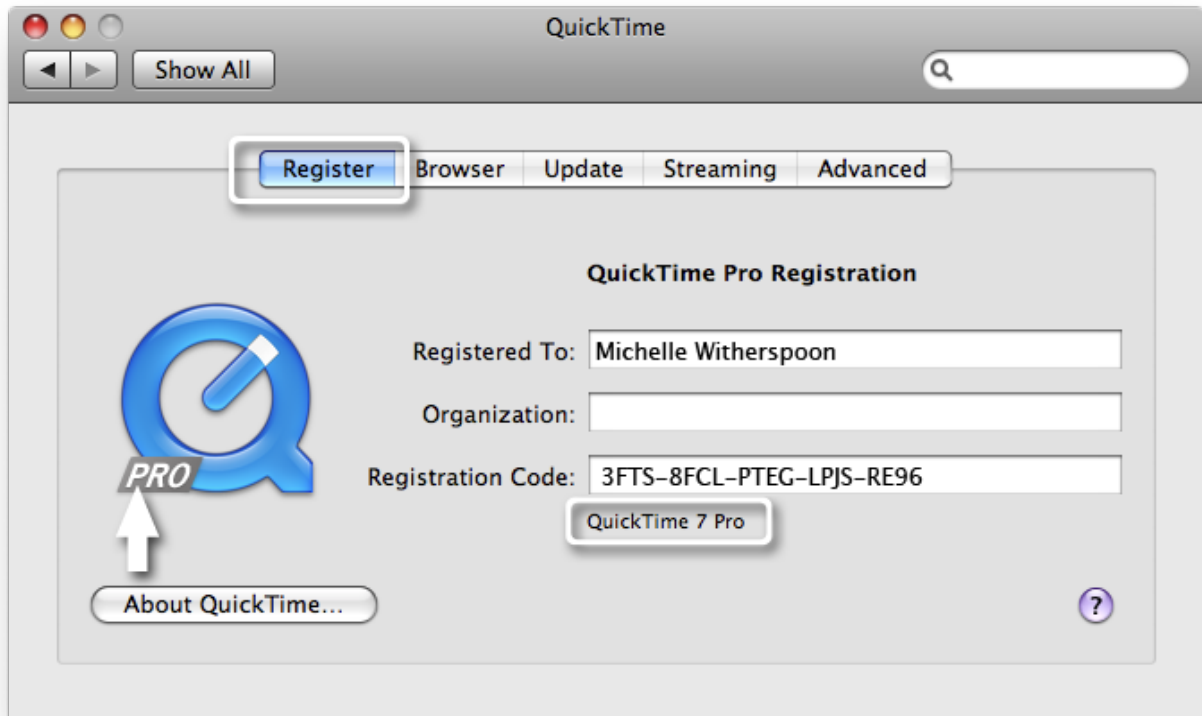 QuickTime
Show All
Register Browser Update Streaming Advanced
QuickTime Pro Registration
Registered To: Michelle Witherspoon
Organization:
Registration Code: 3FTS-8FCL-PTEG-LPJS-RE96
PRO
QuickTime 7 Pro
About QuickTime...
?